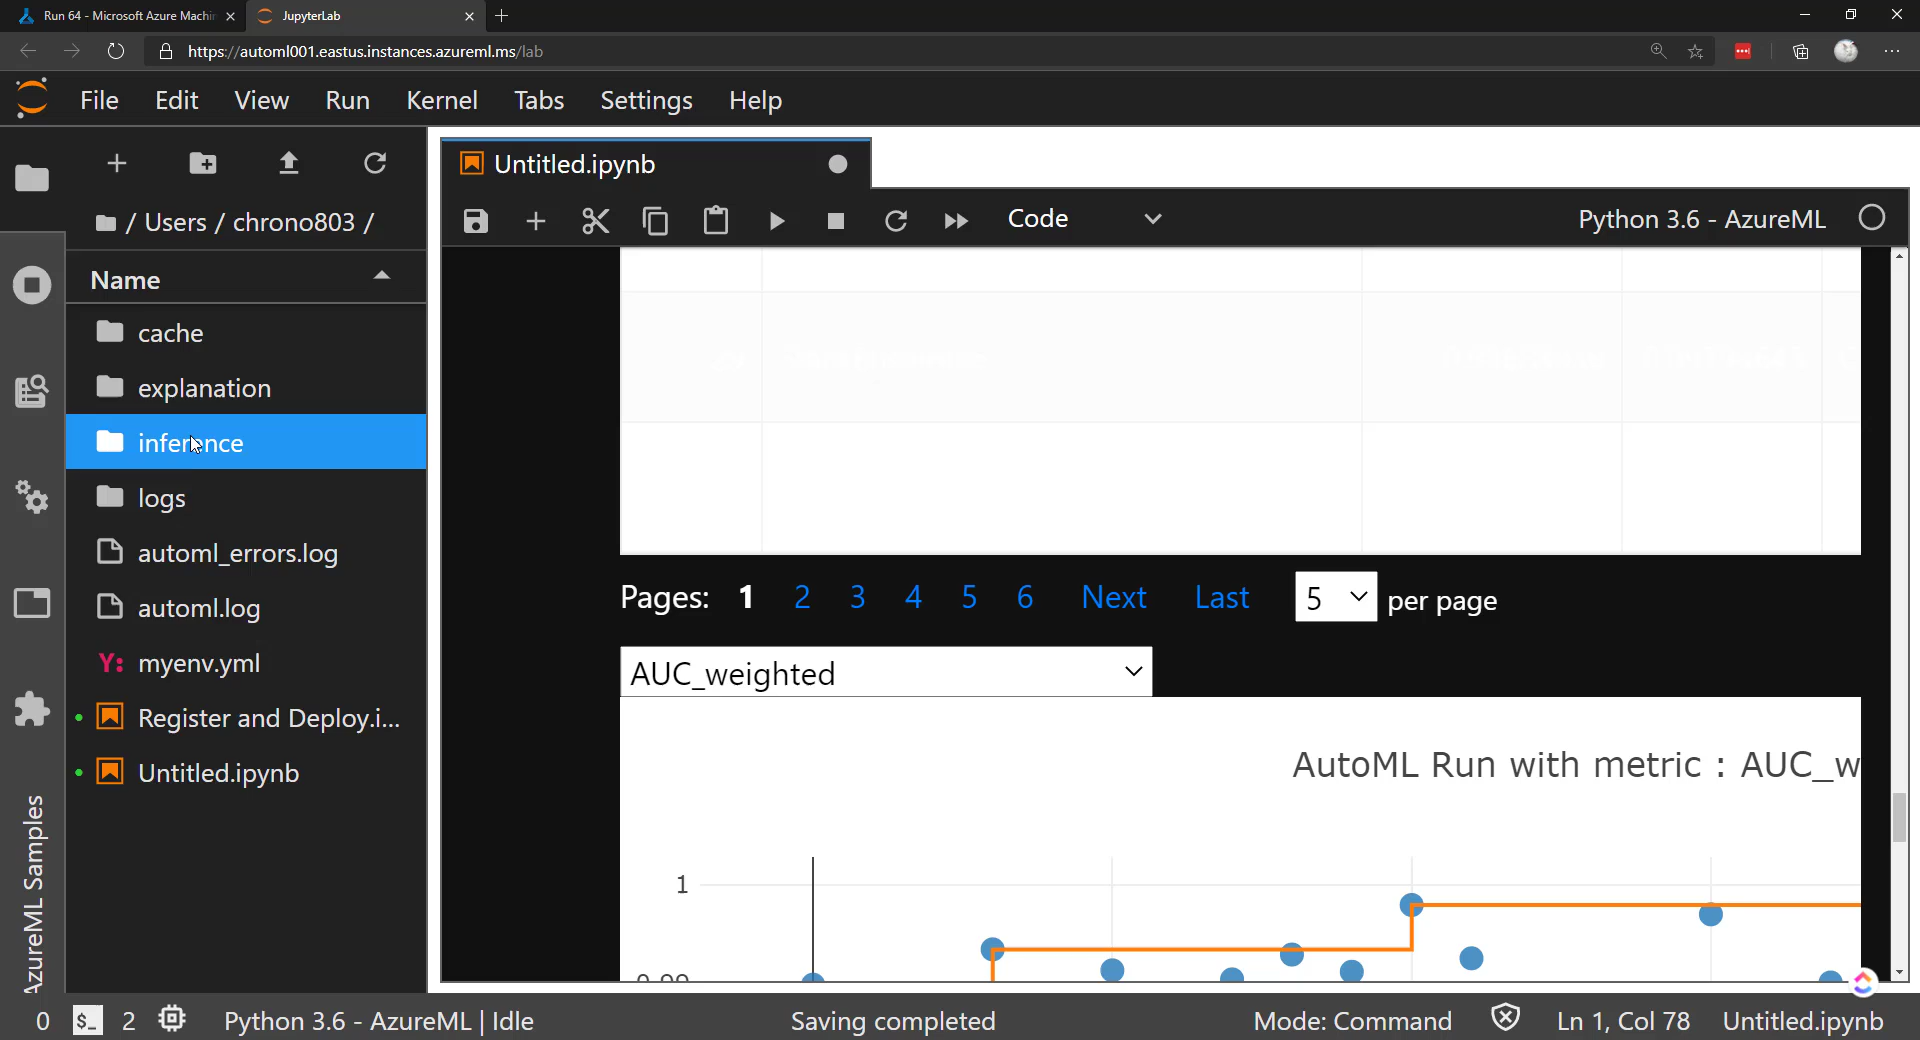 Run 64 - Microsoft Azure Machi
JupyterLab
https://automl001.eastus.instances.azureml.ms/lab
File Edit View Run Kernel Tabs Settings Help
/ Users / chrono803 /
Name
cache
explanation
inference
logs
automl_errors.log
automl.log
Y: myenv.yml
Register and Deploy.i...
Untitled.ipynb
AzureML Samples
Untitled.ipynb
Code
Python 3.6 - AzureML
Pages: 1 2 3 4 5 6 Next Last 5 per page
AUC_weighted
AutoML Run with metric : AUC_w
1
0.99
0 $_ 2 Python 3.6 - AzureML | Idle Saving completed Mode: Command Ln 1, Col 78 Untitled.ipynb